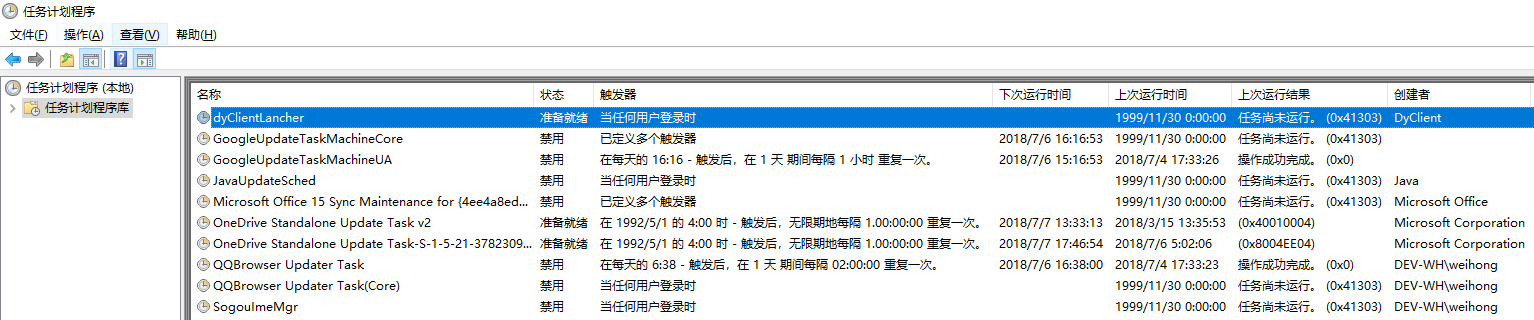 任务计划程序
文件(F) 操作(A) 查看(V) 帮助(H)
任务计划程序 (本地)
任务计划程序库
名称 状态 触发器 下次运行时间 上次运行时间 上次运行结果 创建者
dyClientLancher 准备就绪 当任何用户登录时 1999/11/30 0:00:00 任务尚未运行。 (0x41303) DyClient
GoogleUpdateTaskMachineCore 禁用 已定义多个触发器 2018/7/6 16:16:53 1999/11/30 0:00:00 任务尚未运行。 (0x41303)
GoogleUpdateTaskMachineUA 禁用 在每天的 16:16 - 触发后，在 1 天 期间每隔 1 小时 重复一次。 2018/7/6 15:16:53 2018/7/4 17:33:26 操作成功完成。 (0x0)
JavaUpdateSched 禁用 当任何用户登录时 1999/11/30 0:00:00 任务尚未运行。 (0x41303) Java
Microsoft Office 15 Sync Maintenance for {4ee4a8ed... 禁用 已定义多个触发器 1999/11/30 0:00:00 任务尚未运行。 (0x41303) Microsoft Office
OneDrive Standalone Update Task v2 准备就绪 在 1992/5/1 的 4:00 时 - 触发后，无限期地每隔 1.00:00:00 重复一次。 2018/7/7 13:33:13 2018/3/15 13:35:53 (0x40010004) Microsoft Corporation
OneDrive Standalone Update Task-S-1-5-21-3782309... 准备就绪 在 1992/5/1 的 4:00 时 - 触发后，无限期地每隔 1.00:00:00 重复一次。 2018/7/7 17:46:54 2018/7/6 5:02:06 (0x8004EE04) Microsoft Corporation
QQBrowser Updater Task 禁用 在每天的 6:38 - 触发后，在 1 天 期间每隔 02:00:00 重复一次。 2018/7/6 16:38:00 2018/7/4 17:33:23 操作成功完成。 (0x0) DEV-WH\weihong
QQBrowser Updater Task(Core) 禁用 当任何用户登录时 1999/11/30 0:00:00 任务尚未运行。 (0x41303) DEV-WH\weihong
SogouImeMgr 禁用 当任何用户登录时 1999/11/30 0:00:00 任务尚未运行。 (0x41303) DEV-WH\weihong